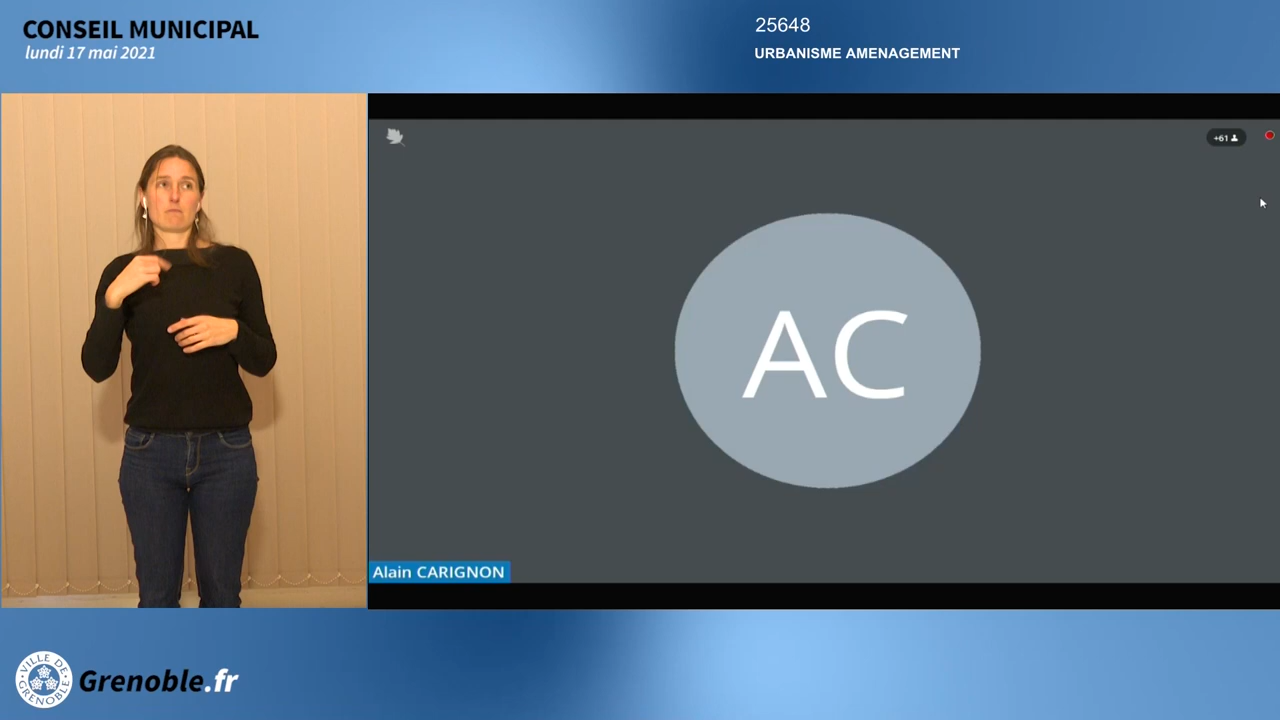 CONSEIL MUNICIPAL
lundi 17 mai 2021
25648
URBANISME AMENAGEMENT
+61
AC
Alain CARIGNON
VILLE DE
GRENOBLE
Grenoble.fr